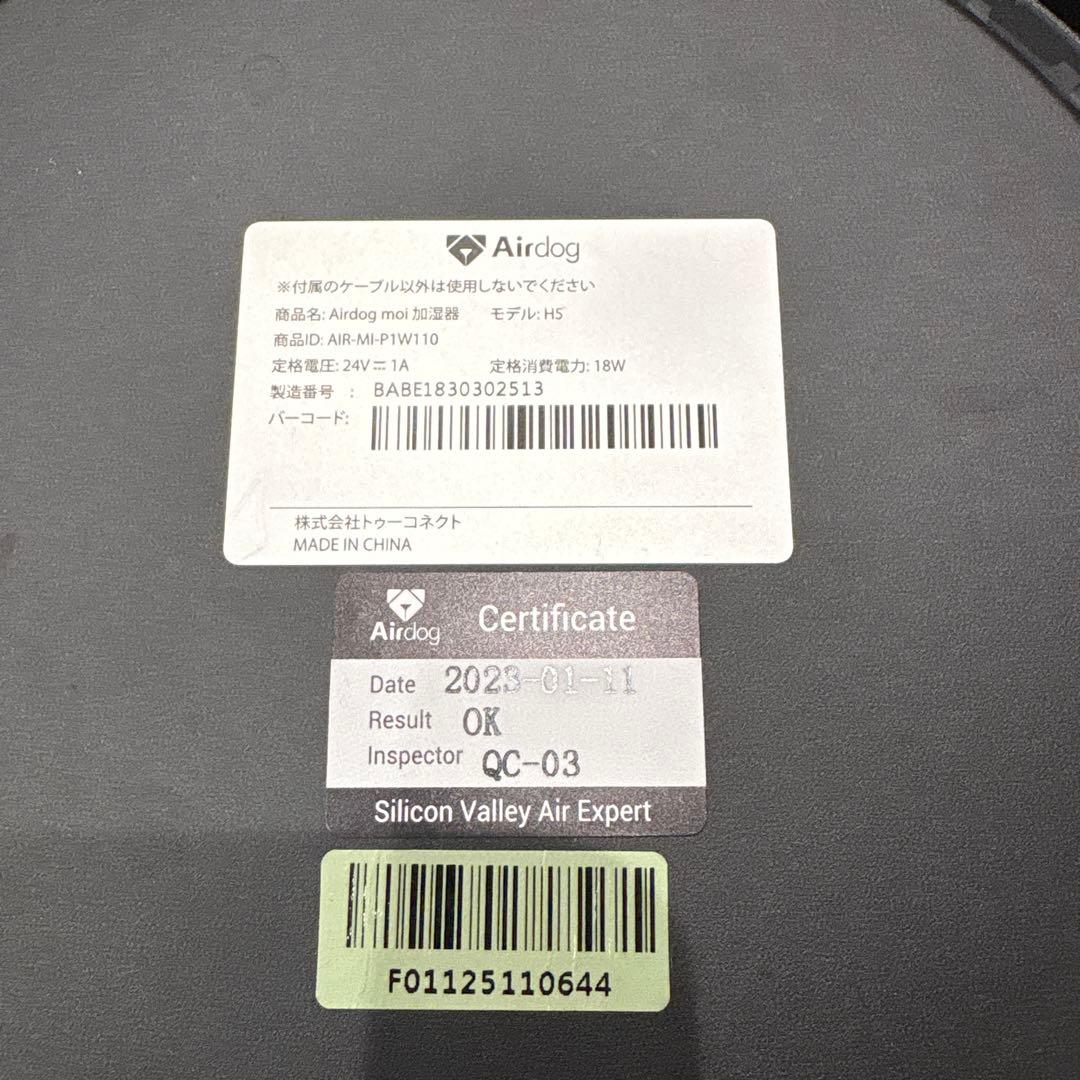 Airdog
※付属のケーブル以外は使用しないでください
商品名: Airdog moi 加湿器 モデル: H5
商品ID: AIR-MI-P1W110
定格電圧: 24V⎓1A 定格消費電力: 18W
製造番号 : BABE1830302513
バーコード:
株式会社トゥーコネクト
MADE IN CHINA
Airdog Certificate
Date 2023-01-11
Result OK
Inspector QC-03
Silicon Valley Air Expert
F01125110644